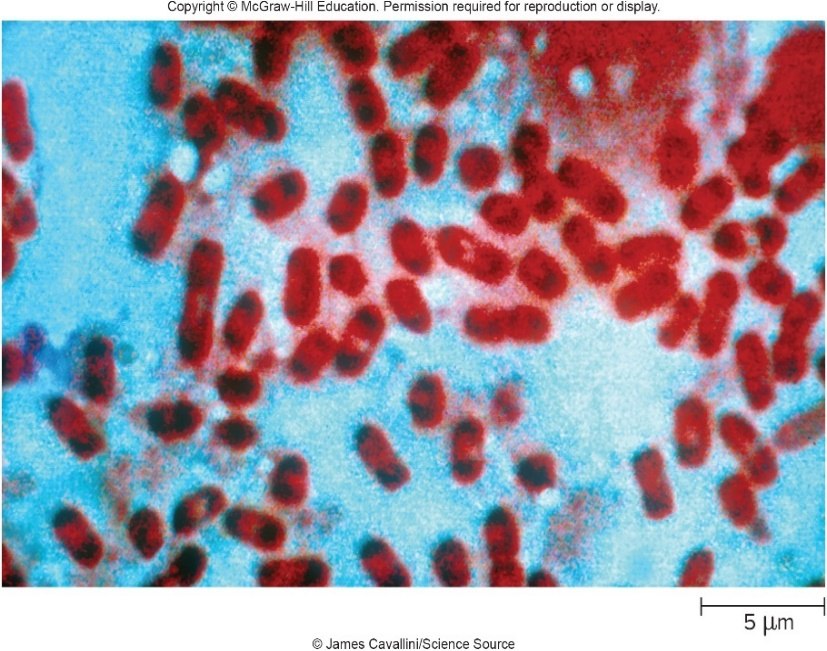 Copyright © McGraw-Hill Education. Permission required for reproduction or display.
5 μm
© James Cavallini/Science Source